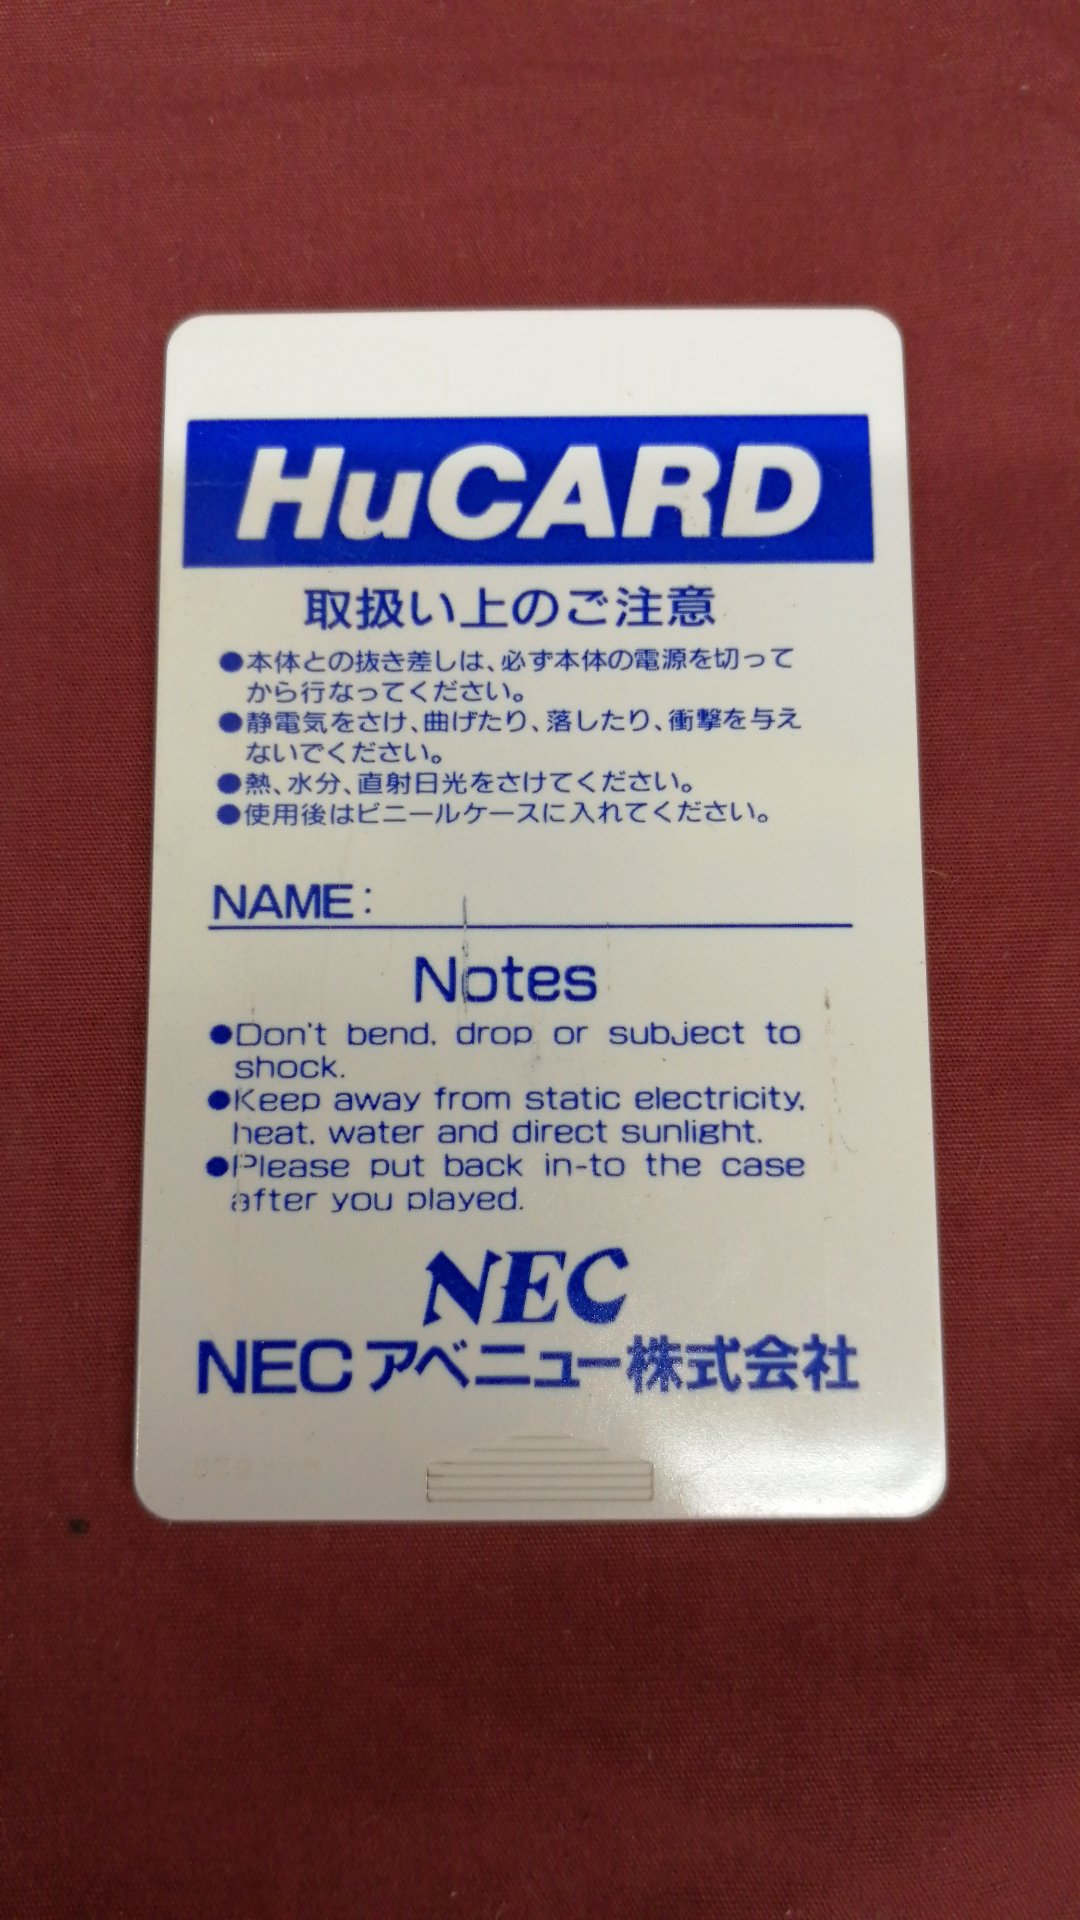 HuCARD
取扱い上のご注意
●本体との抜き差しは、必ず本体の電源を切って
から行なってください。
●静電気をさけ、曲げたり、落したり、衝撃を与え
ないでください。
●熱、水分、直射日光をさけてください。
●使用後はビニールケースに入れてください。
NAME:
Notes
●Don't bend. drop or subject to
shock.
●Keep away from static electricity.
heat. water and direct sunlight.
●Please put back in-to the case
after you played.
NEC
NECアベニュー株式会社